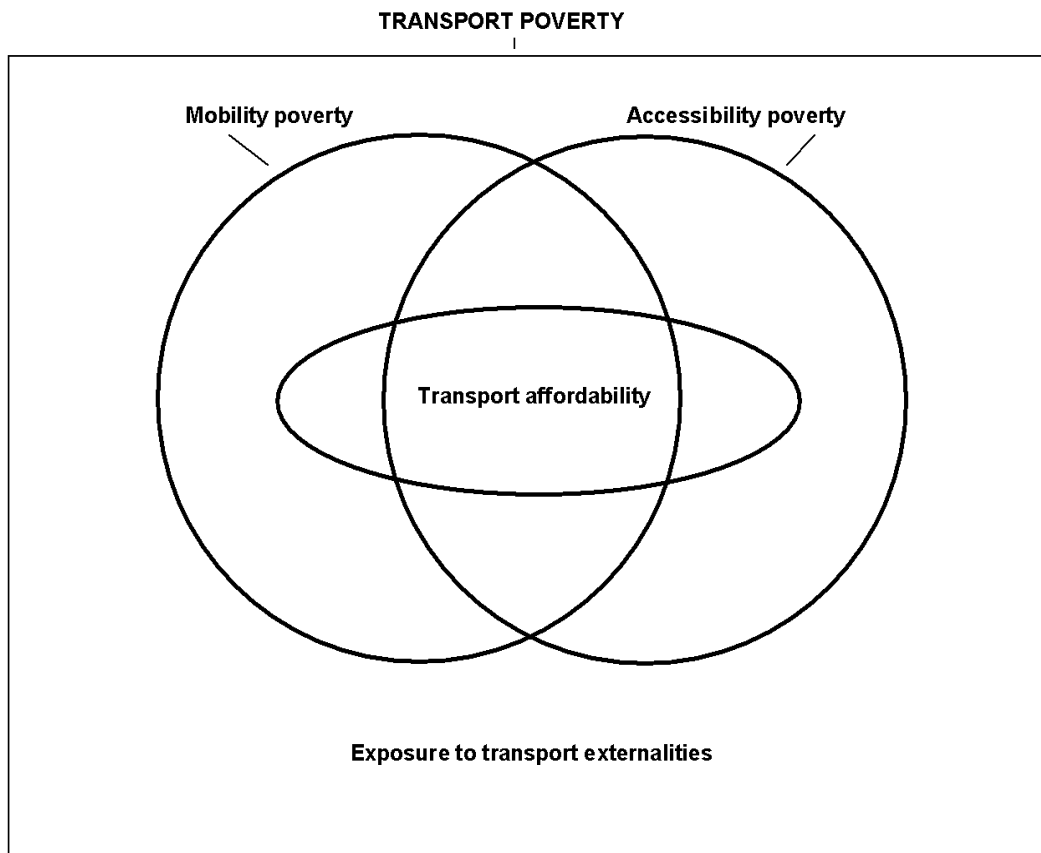 TRANSPORT POVERTY
Mobility poverty
Accessibility poverty
Transport affordability
Exposure to transport externalities